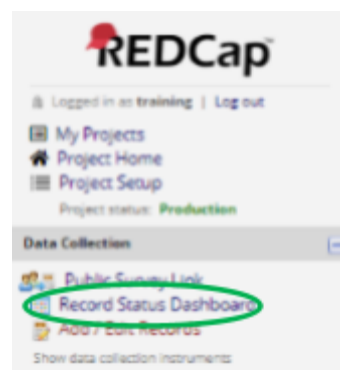 REDCap
Logged in as training | Log out
My Projects
Project Home
Project Setup
Project status: Production
Data Collection
Public Survey Link
Record Status Dashboard
Add / Edit Records
Show data collection instruments